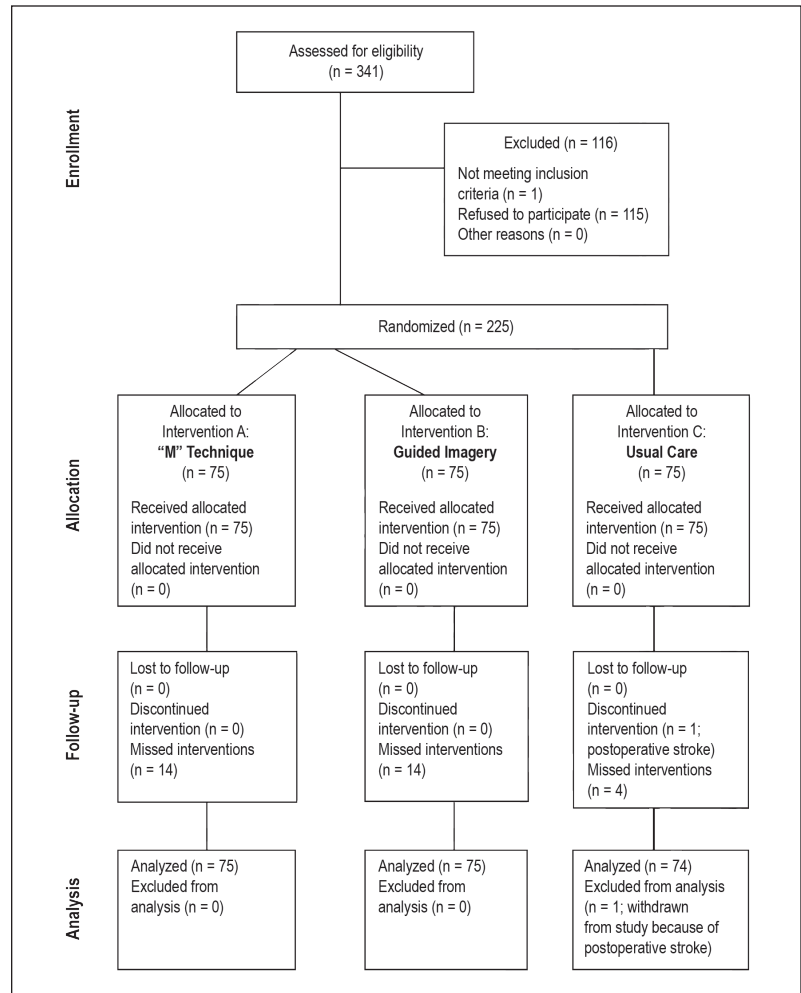 Assessed for eligibility
(n = 341)
Enrollment
Excluded (n = 116)
Not meeting inclusion
criteria (n = 1)
Refused to participate (n = 115)
Other reasons (n = 0)
Randomized (n = 225)
Allocation
Allocated to
Intervention A:
“M” Technique
(n = 75)
Received allocated
intervention (n = 75)
Did not receive
allocated intervention
(n = 0)
Allocated to
Intervention B:
Guided Imagery
(n = 75)
Received allocated
intervention (n = 75)
Did not receive
allocated intervention
(n = 0)
Allocated to
Intervention C:
Usual Care
(n = 75)
Received allocated
intervention (n = 75)
Did not receive
allocated intervention
(n = 0)
Follow-up
Lost to follow-up
(n = 0)
Discontinued
intervention (n = 0)
Missed interventions
(n = 14)
Lost to follow-up
(n = 0)
Discontinued
intervention (n = 0)
Missed interventions
(n = 14)
Lost to follow-up
(n = 0)
Discontinued
intervention (n = 1;
postoperative stroke)
Missed interventions
(n = 4)
Analysis
Analyzed (n = 75)
Excluded from
analysis (n = 0)
Analyzed (n = 75)
Excluded from
analysis (n = 0)
Analyzed (n = 74)
Excluded from analysis
(n = 1; withdrawn
from study because of
postoperative stroke)